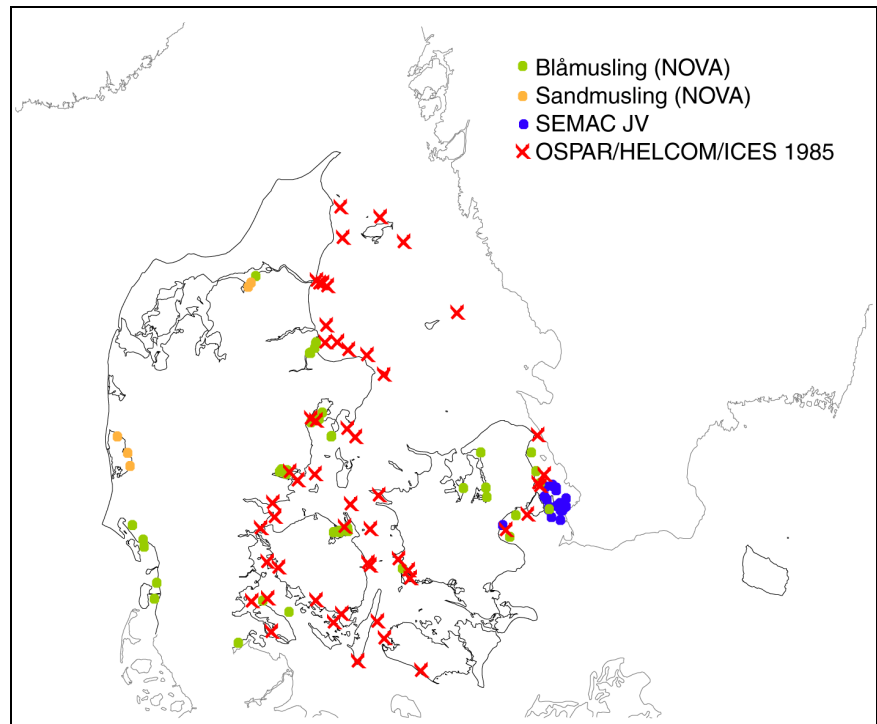 Blåmusling (NOVA)
Sandmusling (NOVA)
SEMAC JV
OSPAR/HELCOM/ICES 1985